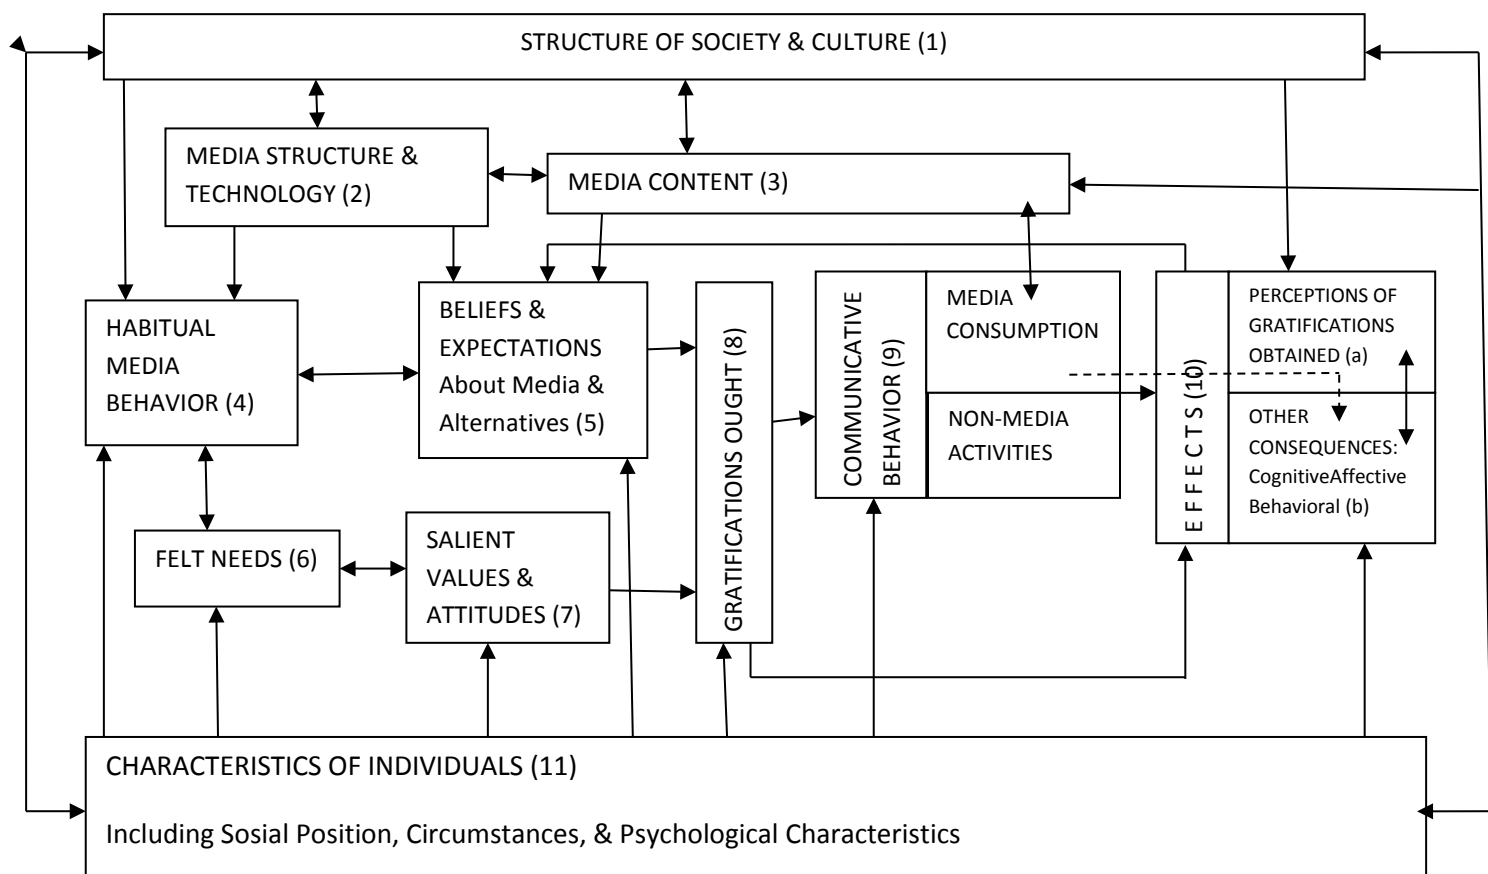 STRUCTURE OF SOCIETY & CULTURE (1)
MEDIA STRUCTURE &
TECHNOLOGY (2)
MEDIA CONTENT (3)
HABITUAL
MEDIA
BEHAVIOR (4)
BELIEFS &
EXPECTATIONS
About Media &
Alternatives (5)
FELT NEEDS (6)
SALIENT
VALUES &
ATTITUDES (7)
GRATIFICATIONS OUGHT (8)
COMMUNICATIVE
BEHAVIOR (9)
MEDIA
CONSUMPTION
NON-MEDIA
ACTIVITIES
E F F E C T S (10)
PERCEPTIONS OF
GRATIFICATIONS
OBTAINED (a)
OTHER
CONSEQUENCES:
CognitiveAffective
Behavioral (b)
CHARACTERISTICS OF INDIVIDUALS (11)
Including Sosial Position, Circumstances, & Psychological Characteristics